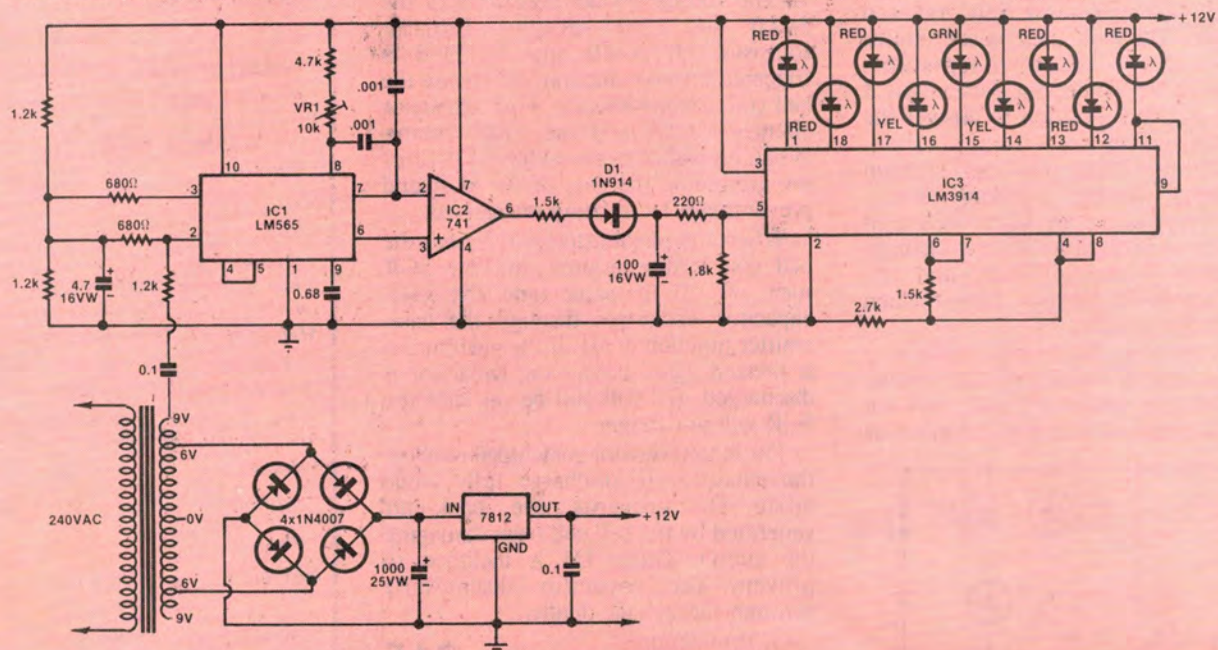 +12V
RED
RED
GRN
RED
RED
RED
18
YEL
YEL
RED
1
17
16
15
14
13
12
11
4.7k
.001
1.2k
VR1
10k
.001
10
8
680Ω
3
IC1
LM565
7
2
7
IC2
741
6
1.5k
D1
1N914
220Ω
3
5
IC3
LM3914
9
680Ω
2
6
3
4
4
5
1
9
2
6
7
4
8
1.2k
4.7
16VW
1.2k
0.68
100
16VW
1.8k
1.5k
2.7k
0.1
9V
6V
240VAC
0V
4x1N4007
IN
7812
OUT
+12V
GND
6V
9V
1000
25VW
0.1